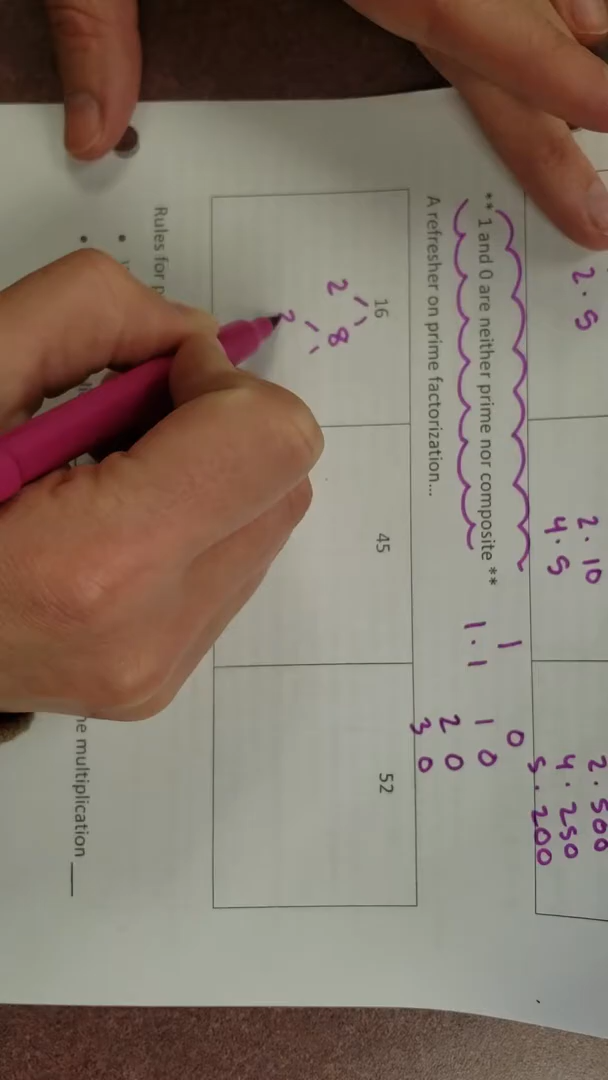 2 . 5
2 . 10
4 . 5
2 . 500
4 . 250
5 . 200
** 1 and 0 are neither prime nor composite **
1
1 . 1
0
1 0
2 0
3 0
A refresher on prime factorization...
16
2 8
2
45
52
Rules for
multiplication ___